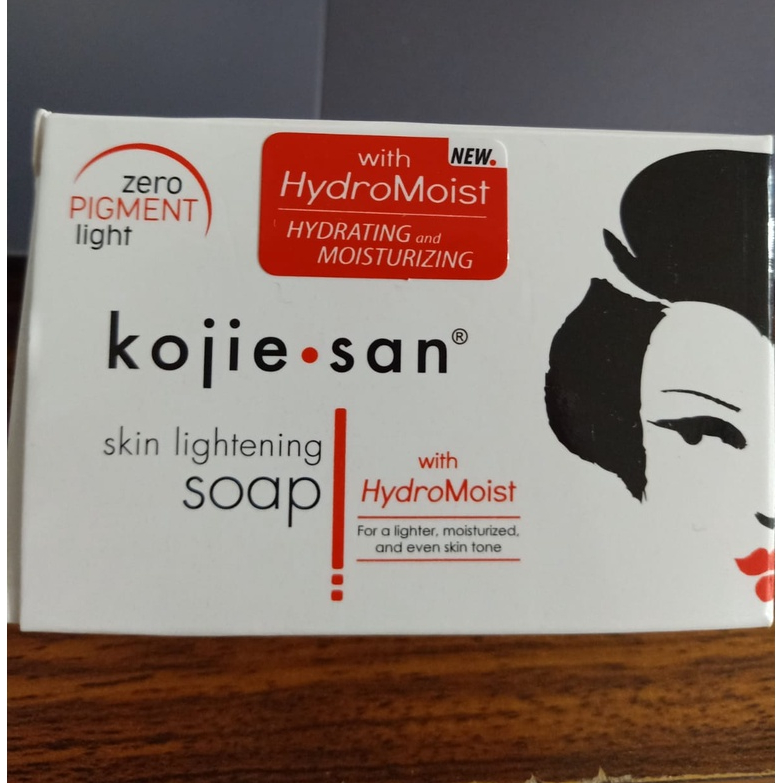 zero
PIGMENT
light
with
NEW.
HydroMoist
HYDRATING and
MOISTURIZING
kojie•san®
skin lightening
soap
with
HydroMoist
For a lighter, moisturized,
and even skin tone